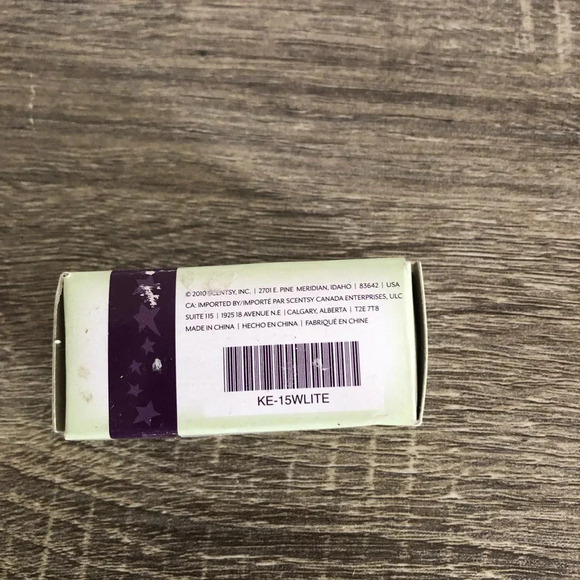 © 2010 SCENTSY, INC. | 2701 E. PINE MERIDIAN, IDAHO | 83642 | USA
CA: IMPORTED BY/IMPORTÉ PAR SCENTSY CANADA ENTERPRISES, ULC
SUITE 115 | 1925 18 AVENUE N.E | CALGARY, ALBERTA | T2E 7T8
MADE IN CHINA | HECHO EN CHINA | FABRIQUÉ EN CHINE
KE-15WLITE